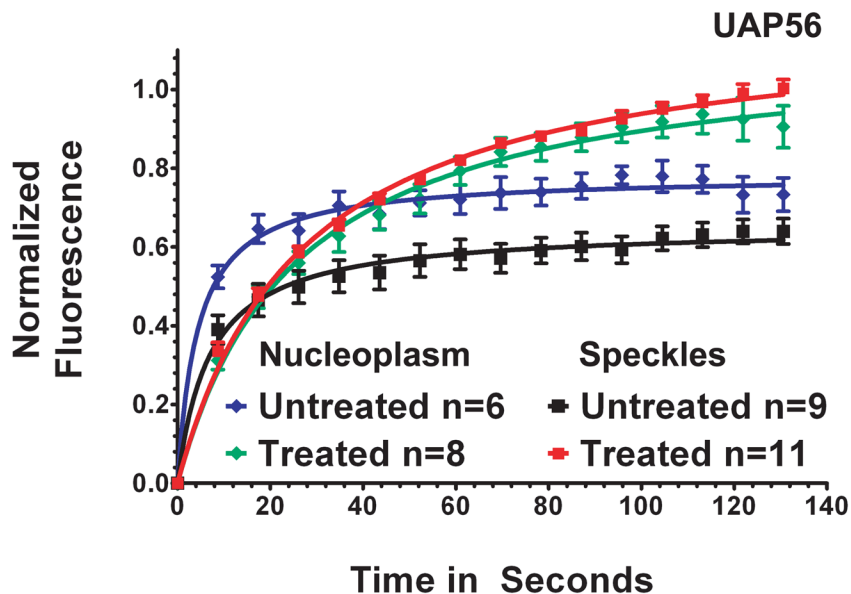 UAP56
Normalized
Fluorescence
1.0
0.8
0.6
0.4
0.2
0.0
Nucleoplasm Speckles
Untreated n=6 Untreated n=9
Treated n=8 Treated n=11
0 20 40 60 80 100 120 140
Time in Seconds